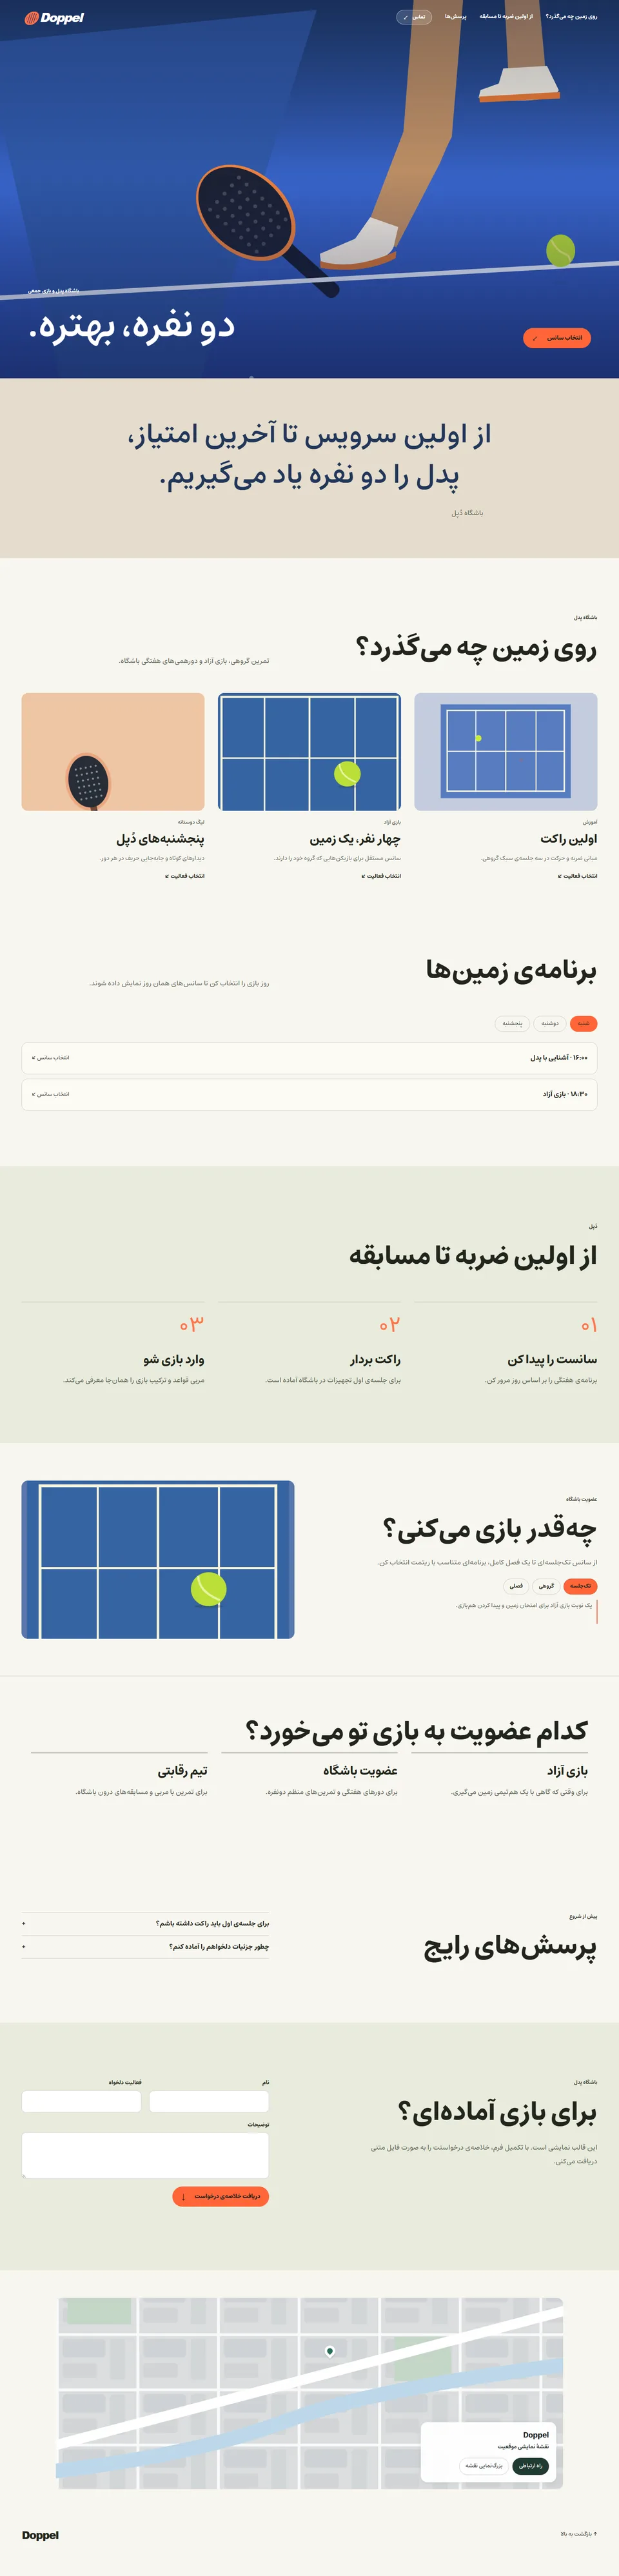 روی زمین چه می‌گذرد؟
از اولین ضربه تا مسابقه
پرسش‌ها
تماس
Doppel
باشگاه پدل و بازی جمعی
دو نفره، بهتره.
انتخاب سانس
از اولین سرویس تا آخرین امتیاز،
پدل را دو نفره یاد می‌گیریم.
باشگاه دُپل
باشگاه پدل
روی زمین چه می‌گذرد؟
تمرین گروهی، بازی آزاد و دورهمی‌های هفتگی باشگاه.
آموزش
اولین راکت
مبانی ضربه و حرکت در سه جلسه‌ی سبک گروهی.
انتخاب فعالیت
بازی آزاد
چهار نفر، یک زمین
سانس مستقل برای بازیکن‌هایی که گروه خود را دارند.
انتخاب فعالیت
لیگ دوستانه
پنجشنبه‌های دُپل
دیدارهای کوتاه و جابه‌جایی حریف در هر دور.
انتخاب فعالیت
برنامه‌ی زمین‌ها
روز بازی را انتخاب کن تا سانس‌های همان روز نمایش داده شوند.
شنبه
دوشنبه
پنجشنبه
۱۶:۰۰ · آشنایی با پدل
انتخاب سانس
۱۸:۳۰ · بازی آزاد
انتخاب سانس
دُپل
از اولین ضربه تا مسابقه
۰۱
سانست را پیدا کن
برنامه‌ی هفتگی را بر اساس روز مرور کن.
۰۲
راکت بردار
برای جلسه‌ی اول تجهیزات در باشگاه آماده است.
۰۳
وارد بازی شو
مربی قواعد و ترکیب بازی را همان‌جا معرفی می‌کند.
عضویت باشگاه
چه‌قدر بازی می‌کنی؟
از سانس تک‌جلسه‌ای تا یک فصل کامل، برنامه‌ای متناسب با ریتمت انتخاب کن.
تک‌جلسه
گروهی
فصلی
یک نوبت بازی آزاد برای امتحان زمین و پیدا کردن هم‌بازی.
کدام عضویت به بازی تو می‌خورد؟
بازی آزاد
برای وقتی که گاهی با یک هم‌تیمی زمین می‌گیری.
عضویت باشگاه
برای دورهای هفتگی و تمرین‌های منظم دونفره.
تیم رقابتی
برای تمرین با مربی و مسابقه‌های درون باشگاه.
پیش از شروع
پرسش‌های رایج
برای جلسه‌ی اول باید راکت داشته باشم؟
+
چطور جزئیات دلخواهم را آماده کنم؟
+
باشگاه پدل
برای بازی آماده‌ای؟
این قالب نمایشی است. با تکمیل فرم، خلاصه‌ی درخواستت را به صورت فایل متنی
دریافت می‌کنی.
نام
فعالیت دلخواه
توضیحات
دریافت خلاصه‌ی درخواست ↓
Doppel
نقشهٔ نمایشی موقعیت
راه ارتباطی
بزرگ‌نمایی نقشه
↑ بازگشت به بالا
Doppel